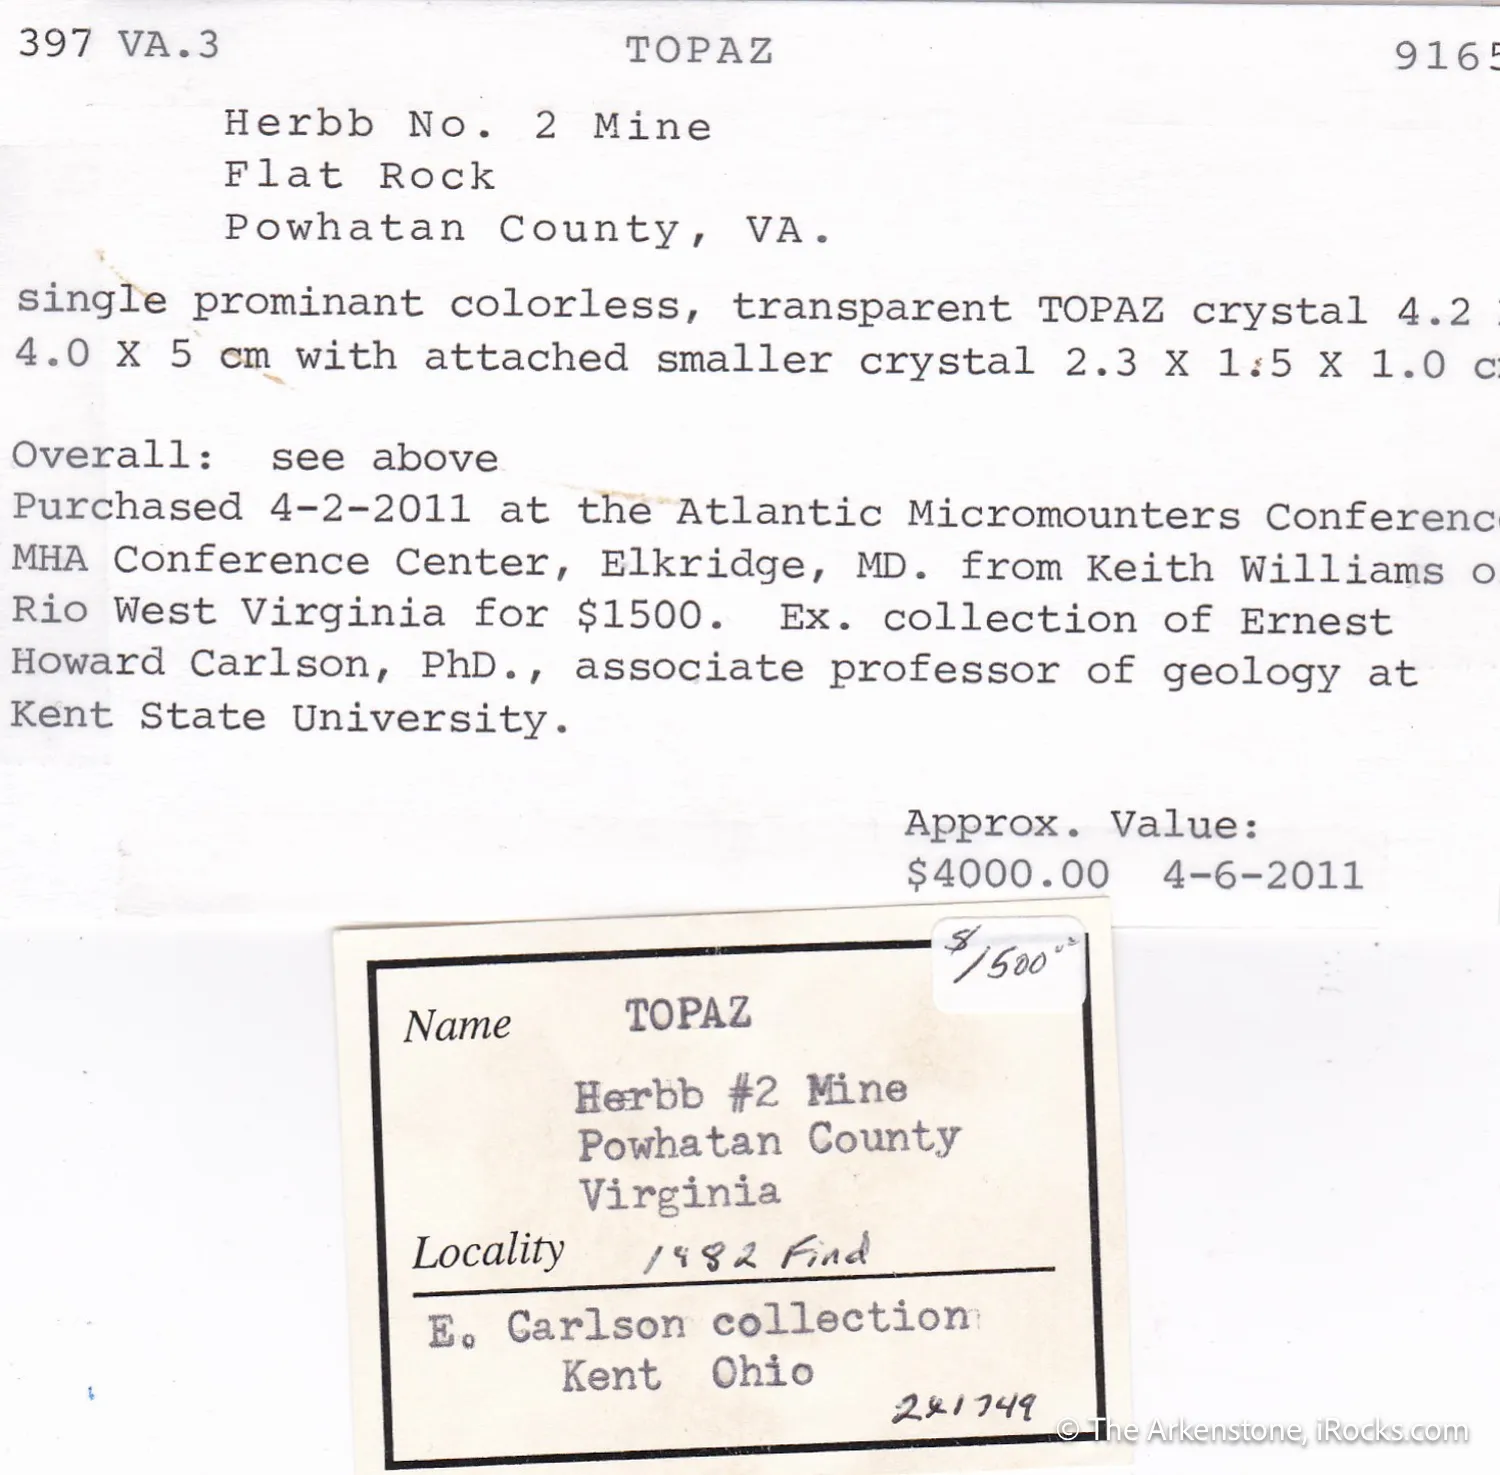 397 VA.3 TOPAZ 9165
Herbb No. 2 Mine
Flat Rock
Powhatan County, VA.
single prominant colorless, transparent TOPAZ crystal 4.2
4.0 X 5 cm with attached smaller crystal 2.3 X 1.5 X 1.0 c
Overall: see above
Purchased 4-2-2011 at the Atlantic Micromounters Conferenc
MHA Conference Center, Elkridge, MD. from Keith Williams o
Rio West Virginia for $1500. Ex. collection of Ernest
Howard Carlson, PhD., associate professor of geology at
Kent State University.
Approx. Value:
$4000.00 4-6-2011
$1500
Name TOPAZ
Herbb #2 Mine
Powhatan County
Virginia
Locality 1982 Find
E. Carlson collection
Kent Ohio
© The Arkenstone, iRocks.com